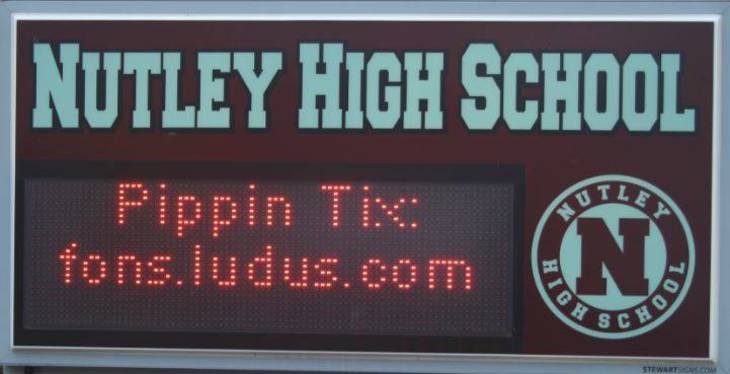 NUTLEY HIGH SCHOOL
Pippin Tix:
fons.ludus.com
NUTLEY
N
HIGH SCHOOL
STEWARTSIGNS.COM